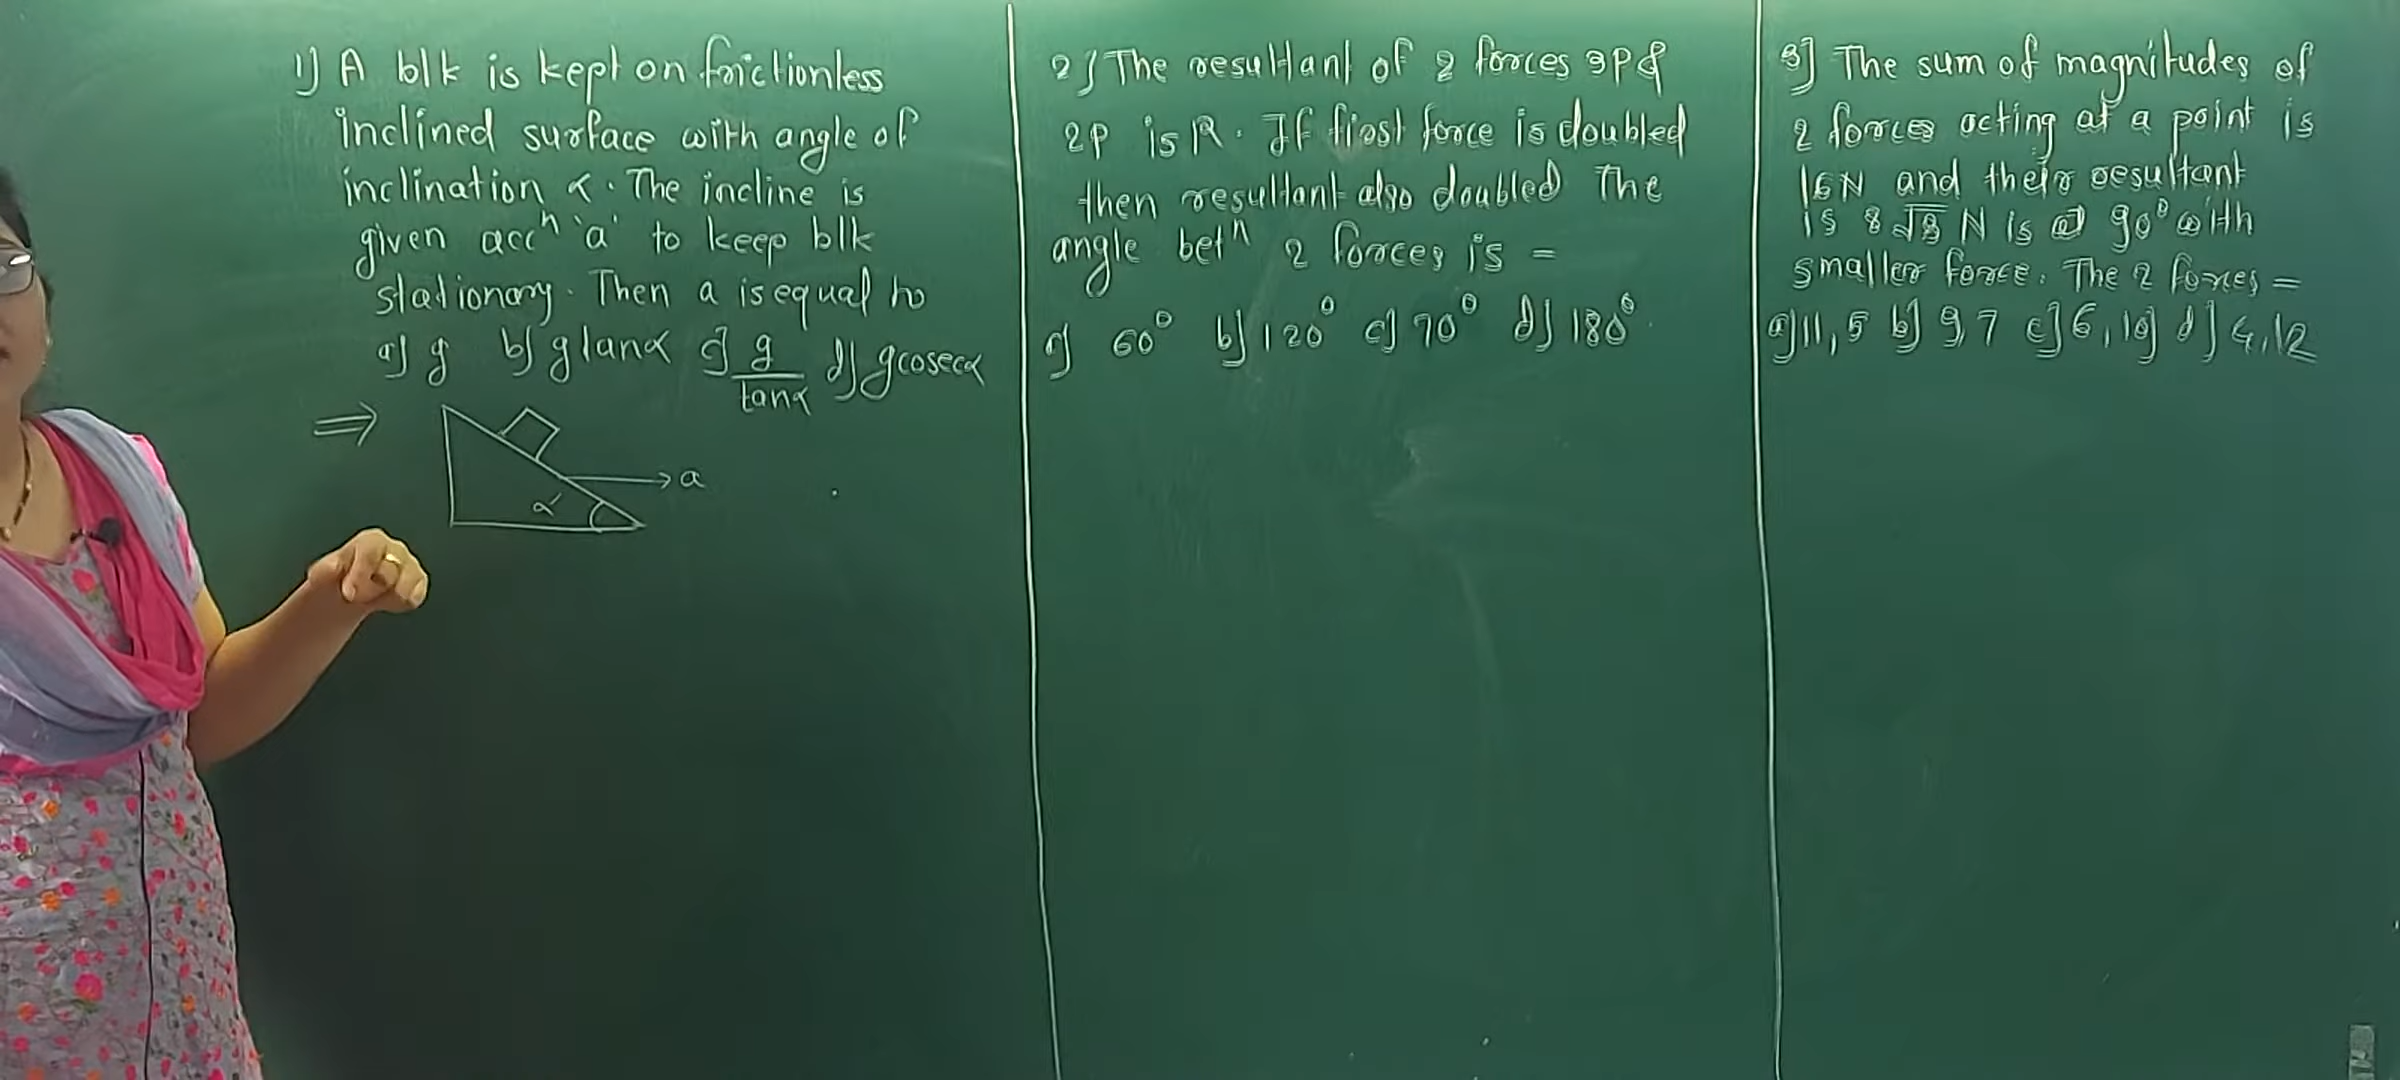 1) A blk is kept on frictionless
inclined surface with angle of
inclination α. The incline is
given accⁿ 'a' to keep blk
stationary. Then a is equal to
a) g b) g tanα c) g/tanα d) g cosecα
⇒
a
α
2) The resultant of 2 forces 3P &
2P is R. If first force is doubled
then resultant also doubled The
angle betⁿ 2 forces is =
a) 60° b) 120° c) 70° d) 180°
3] The sum of magnitudes of
2 forces acting at a point is
16N and their resultant
is 8√3 N is at 90° with
smaller force. The 2 forces =
a) 11, 5 b) 9, 7 c] 6, 10] d] 4, 12